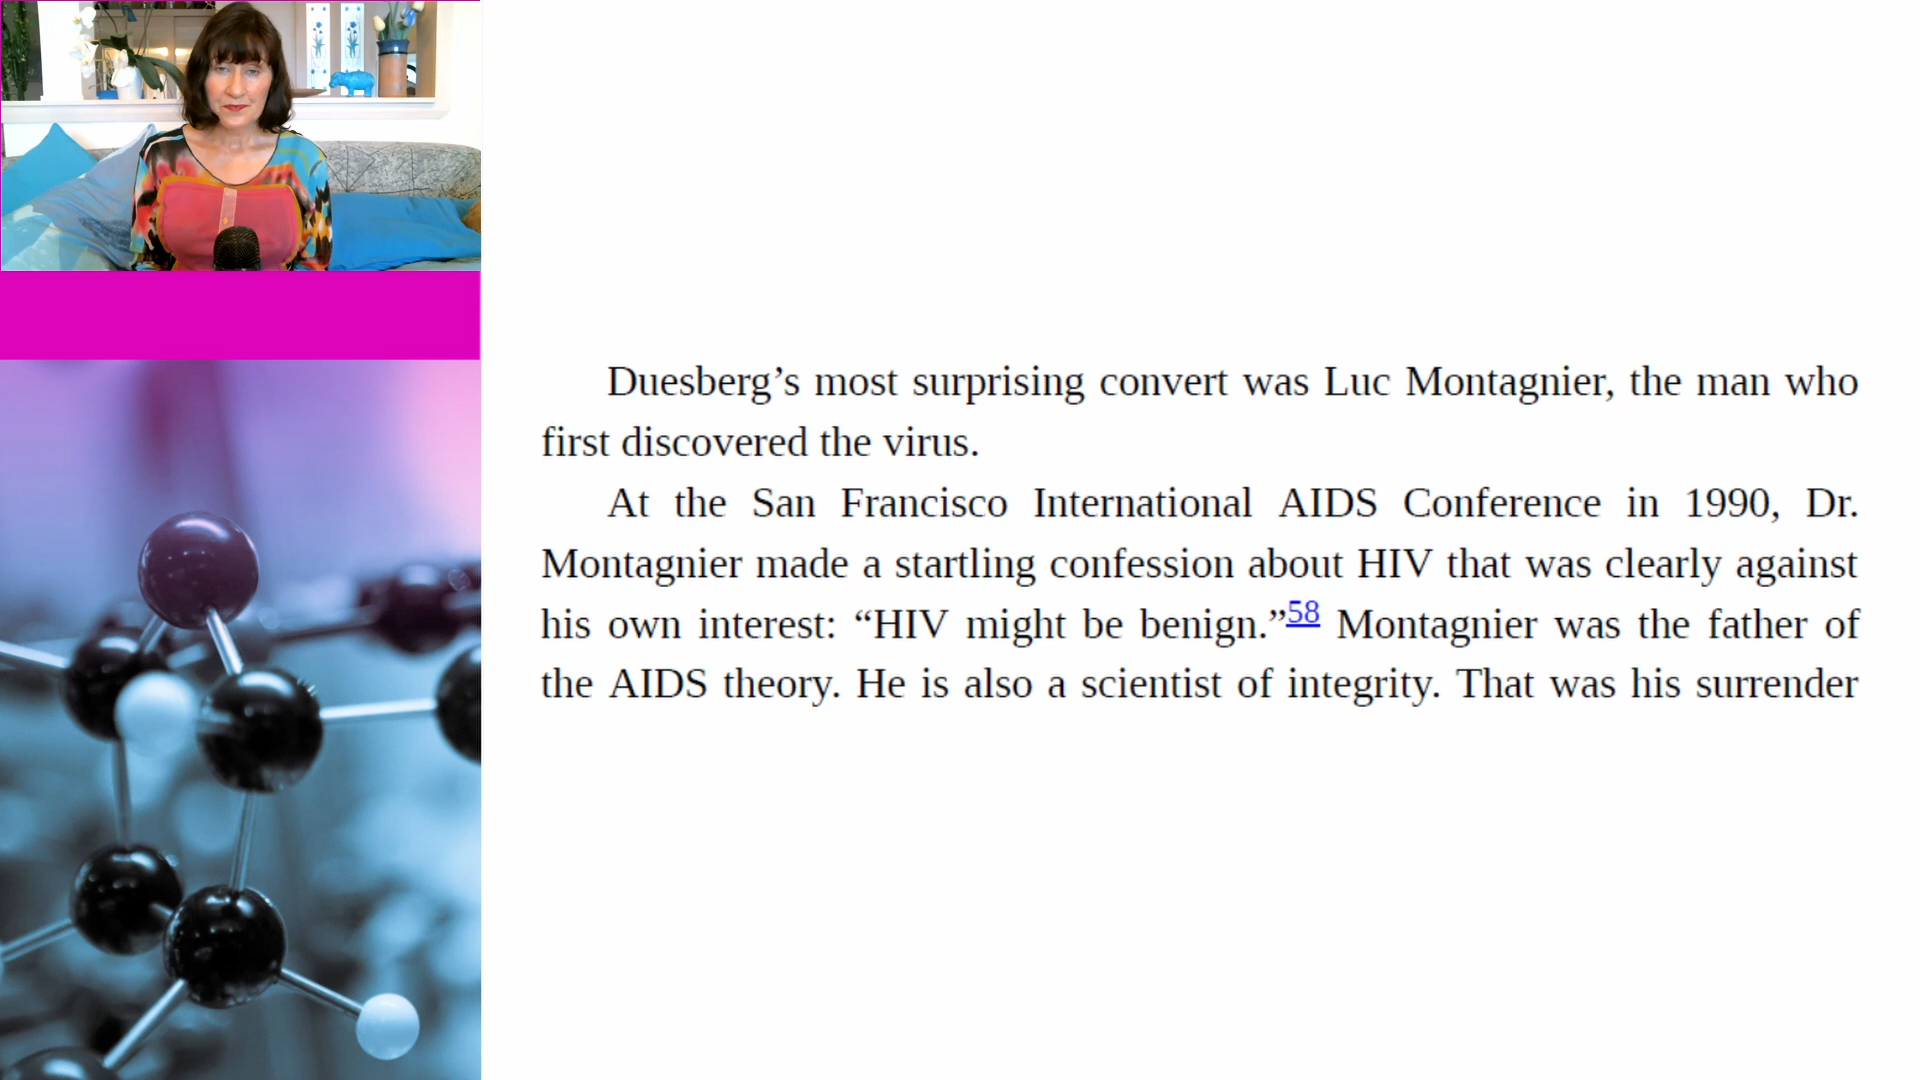 Duesberg’s most surprising convert was Luc Montagnier, the man who
first discovered the virus.
At the San Francisco International AIDS Conference in 1990, Dr.
Montagnier made a startling confession about HIV that was clearly against
his own interest: “HIV might be benign.”58 Montagnier was the father of
the AIDS theory. He is also a scientist of integrity. That was his surrender